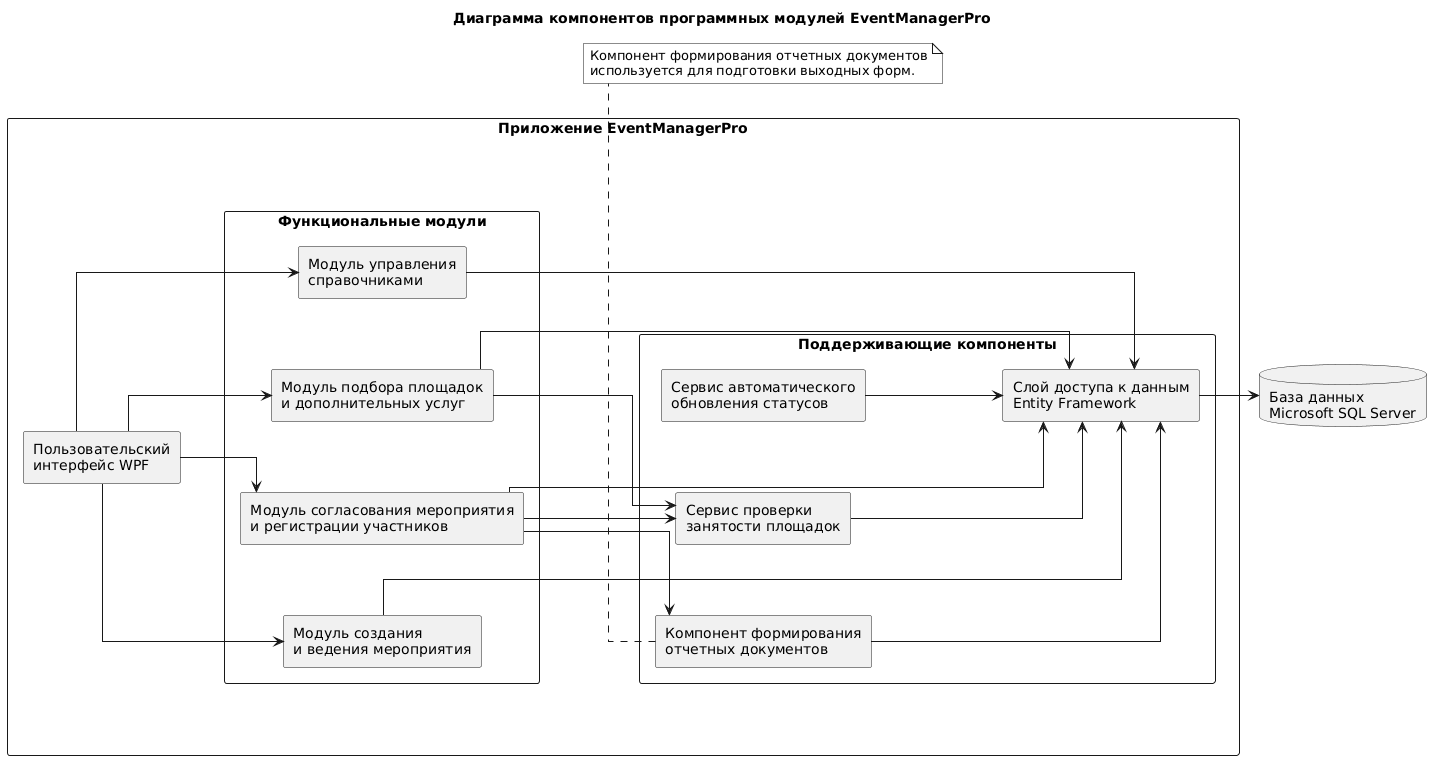 Диаграмма компонентов программных модулей EventManagerPro
Компонент формирования отчетных документов
используется для подготовки выходных форм.
Приложение EventManagerPro
Функциональные модули
Модуль управления
справочниками
Поддерживающие компоненты
Модуль подбора площадок
и дополнительных услуг
Сервис автоматического
обновления статусов
Слой доступа к данным
Entity Framework
База данных
Microsoft SQL Server
Пользовательский
интерфейс WPF
Модуль согласования мероприятия
и регистрации участников
Сервис проверки
занятости площадок
Модуль создания
и ведения мероприятия
Компонент формирования
отчетных документов